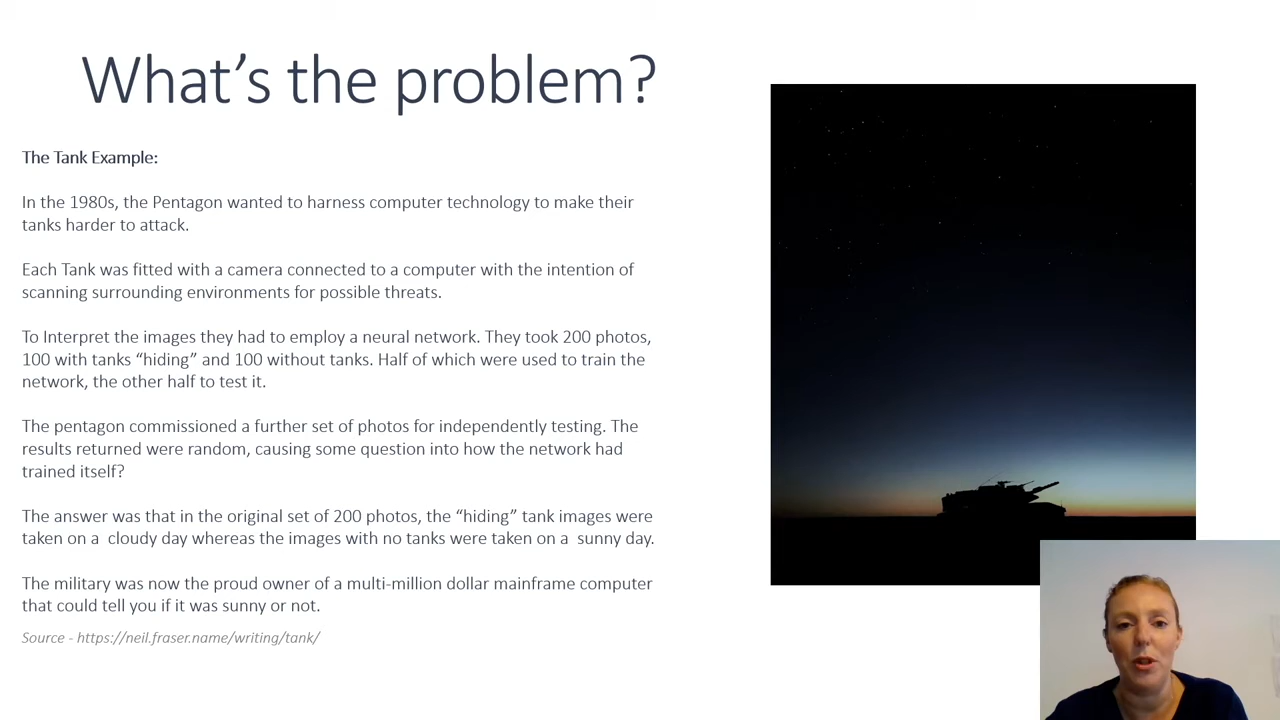 What's the problem?
The Tank Example:
In the 1980s, the Pentagon wanted to harness computer technology to make their
tanks harder to attack.
Each Tank was fitted with a camera connected to a computer with the intention of
scanning surrounding environments for possible threats.
To Interpret the images they had to employ a neural network. They took 200 photos,
100 with tanks “hiding” and 100 without tanks. Half of which were used to train the
network, the other half to test it.
The pentagon commissioned a further set of photos for independently testing. The
results returned were random, causing some question into how the network had
trained itself?
The answer was that in the original set of 200 photos, the “hiding” tank images were
taken on a cloudy day whereas the images with no tanks were taken on a sunny day.
The military was now the proud owner of a multi-million dollar mainframe computer
that could tell you if it was sunny or not.
Source - https://neil.fraser.name/writing/tank/